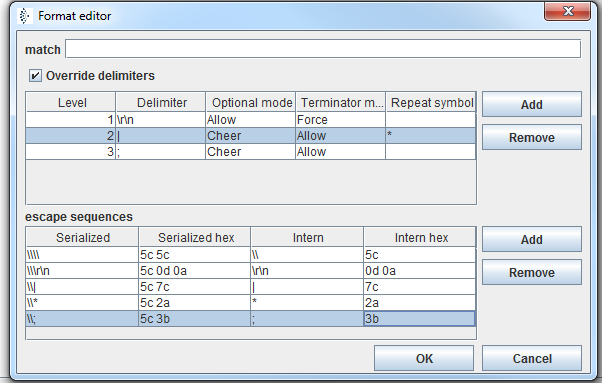 Format editor
match
Override delimiters
Level Delimiter Optional mode Terminator m... Repeat symbol Add
1 \r\n Allow Force
2 | Cheer Allow * Remove
3 ; Cheer Allow
escape sequences
Serialized Serialized hex Intern Intern hex Add
\\\\ 5c 5c \\ 5c
\\\r\n 5c 0d 0a \r\n 0d 0a Remove
\\| 5c 7c | 7c
\\* 5c 2a * 2a
\\; 5c 3b ; 3b
OK Cancel